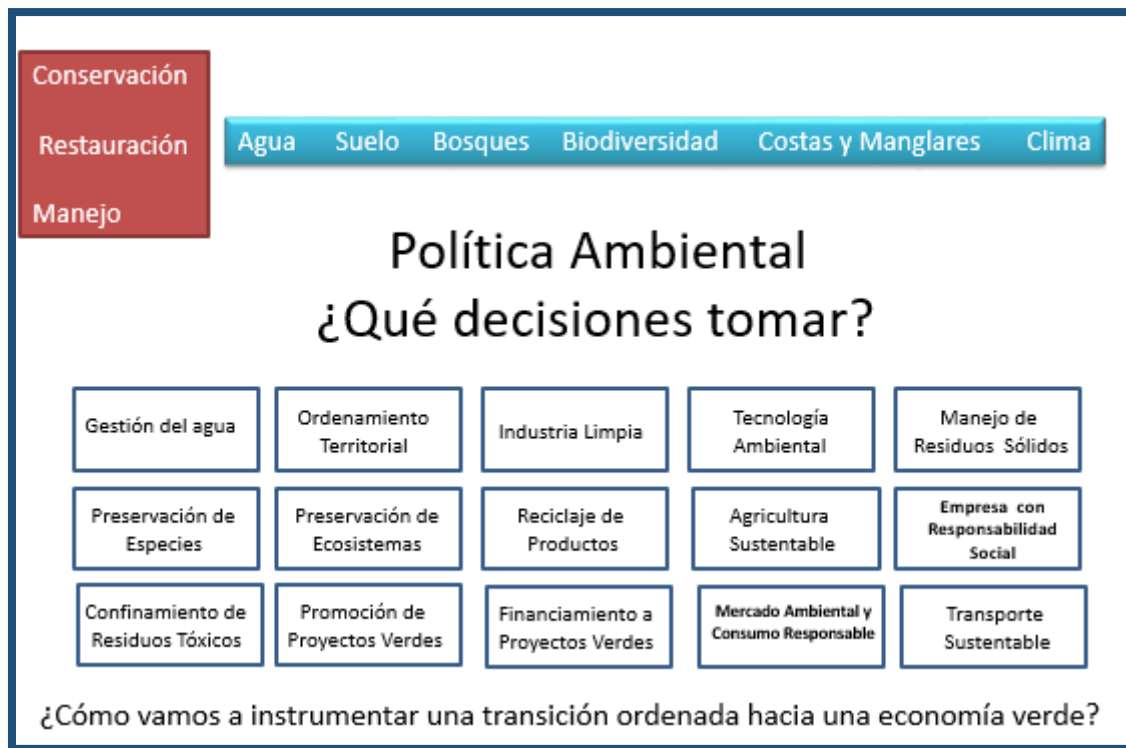 Conservación
Restauración
Manejo
Agua Suelo Bosques Biodiversidad Costas y Manglares Clima
Política Ambiental
¿Qué decisiones tomar?
Gestión del agua
Ordenamiento
Territorial
Industria Limpia
Tecnología
Ambiental
Manejo de
Residuos Sólidos
Preservación de
Especies
Preservación de
Ecosistemas
Reciclaje de
Productos
Agricultura
Sustentable
Empresa con
Responsabilidad
Social
Confinamiento de
Residuos Tóxicos
Promoción de
Proyectos Verdes
Financiamiento a
Proyectos Verdes
Mercado Ambiental y
Consumo Responsable
Transporte
Sustentable
¿Cómo vamos a instrumentar una transición ordenada hacia una economía verde?